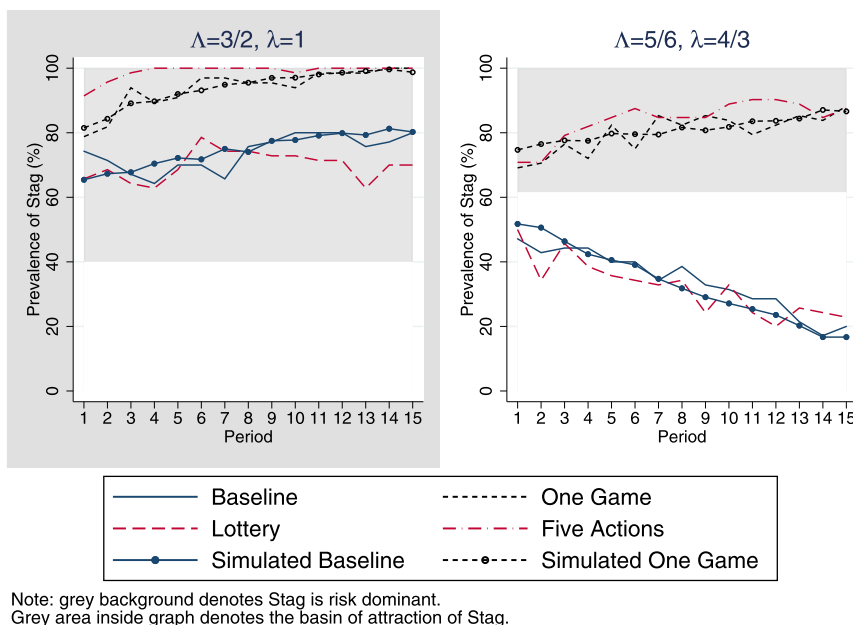 Λ=3/2, λ=1
Λ=5/6, λ=4/3
Prevalence of Stag (%)
100
80
60
40
20
0
1 2 3 4 5 6 7 8 9 10 11 12 13 14 15
Period
Prevalence of Stag (%)
100
80
60
40
20
0
1 2 3 4 5 6 7 8 9 10 11 12 13 14 15
Period
Baseline
One Game
Lottery
Five Actions
Simulated Baseline
Simulated One Game
Note: grey background denotes Stag is risk dominant.
Grey area inside graph denotes the basin of attraction of Stag.